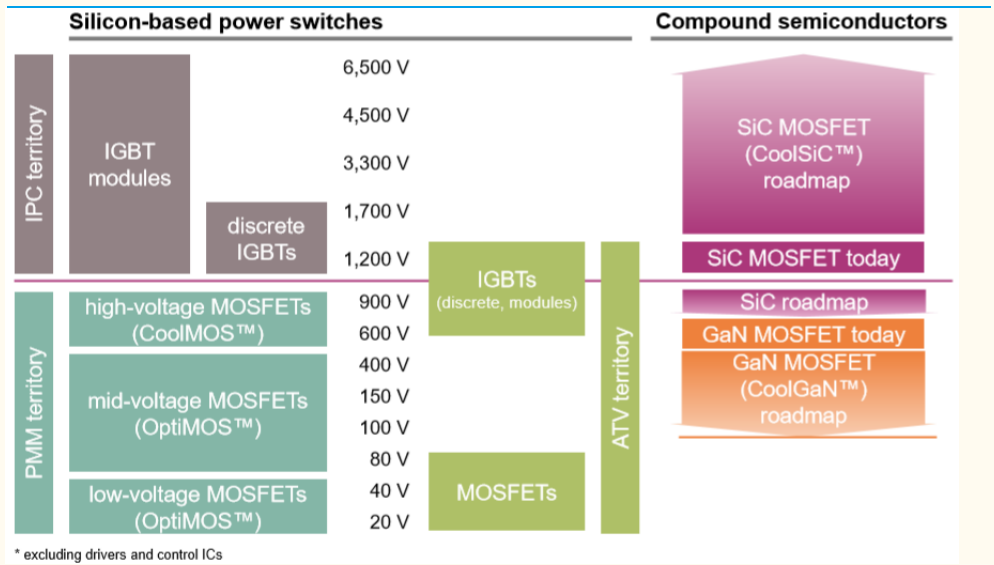 Silicon-based power switches
Compound semiconductors
IPC territory
IGBT
modules
discrete
IGBTs
6,500 V
4,500 V
3,300 V
1,700 V
1,200 V
SiC MOSFET
(CoolSiC™)
roadmap
SiC MOSFET today
PMM territory
high-voltage MOSFETs
(CoolMOS™)
mid-voltage MOSFETs
(OptiMOS™)
low-voltage MOSFETs
(OptiMOS™)
900 V
600 V
400 V
150 V
100 V
80 V
40 V
20 V
IGBTs
(discrete, modules)
MOSFETs
ATV territory
SiC roadmap
GaN MOSFET today
GaN MOSFET
(CoolGaN™)
roadmap
* excluding drivers and control ICs